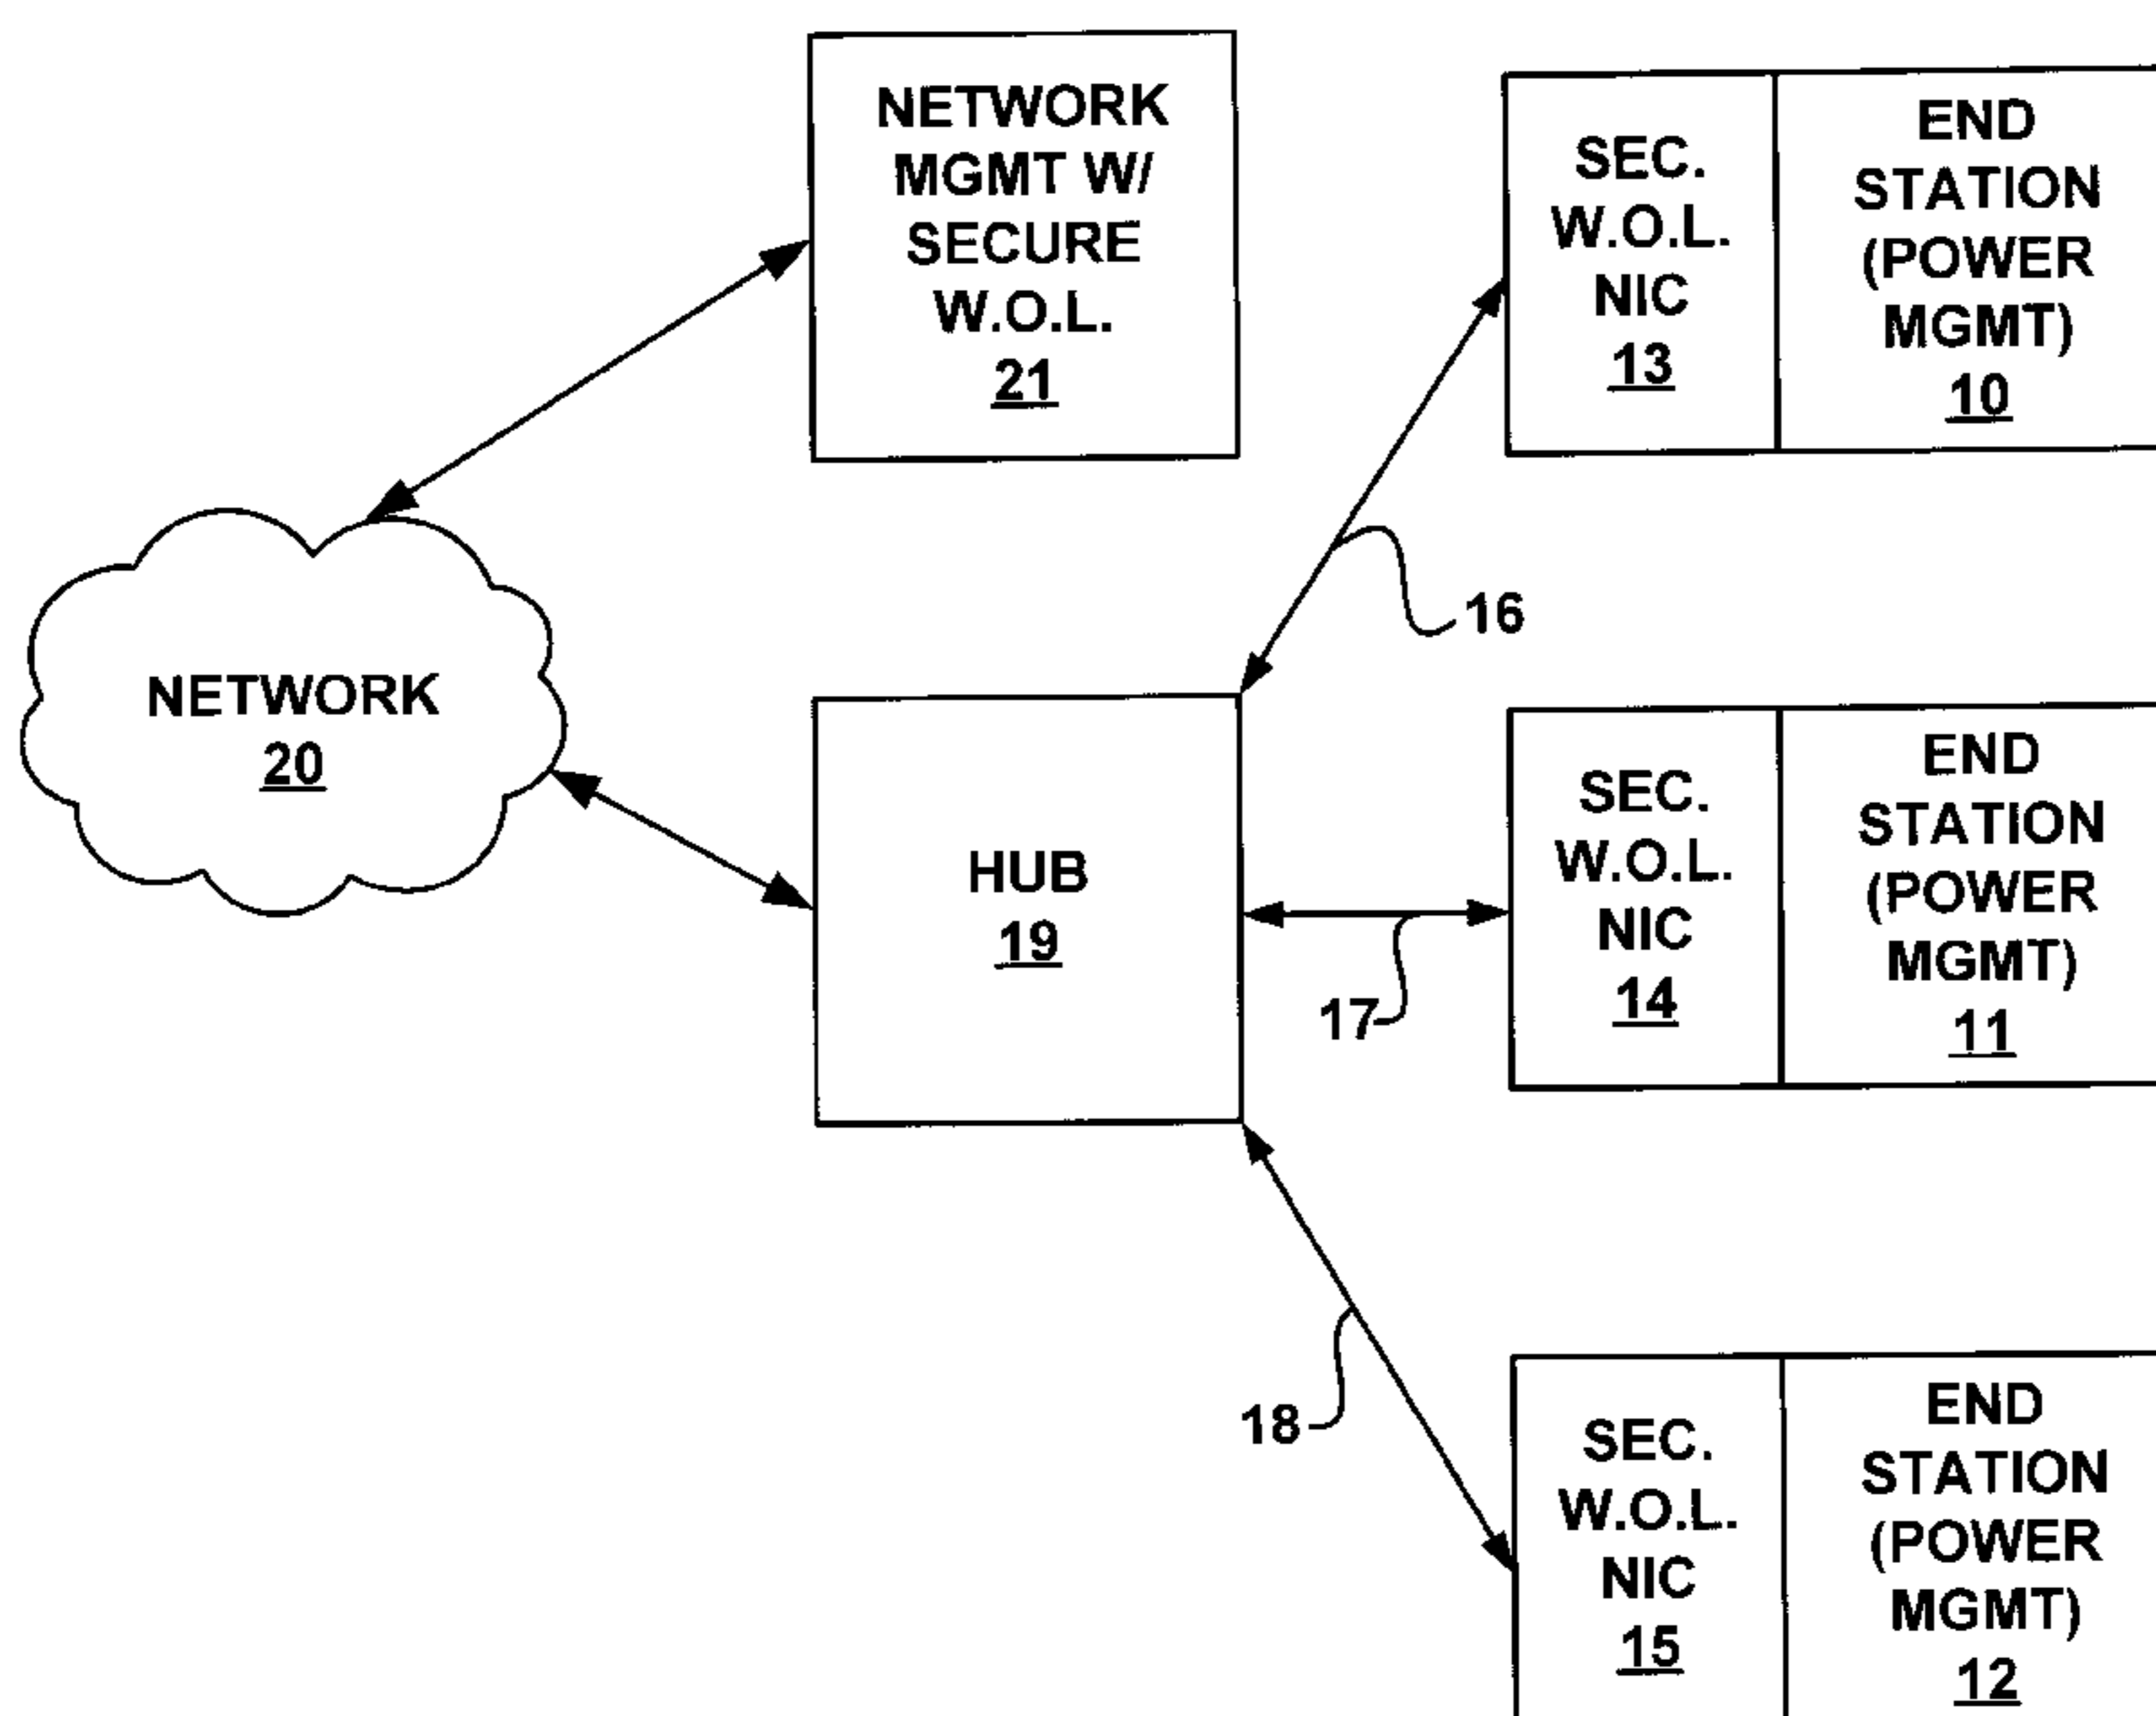 NETWORK
MGMT W/
SECURE
W.O.L.
21
SEC.
W.O.L.
NIC
13
END
STATION
(POWER
MGMT)
10
16
NETWORK
20
HUB
19
17
SEC.
W.O.L.
NIC
14
END
STATION
(POWER
MGMT)
11
18
SEC.
W.O.L.
NIC
15
END
STATION
(POWER
MGMT)
12